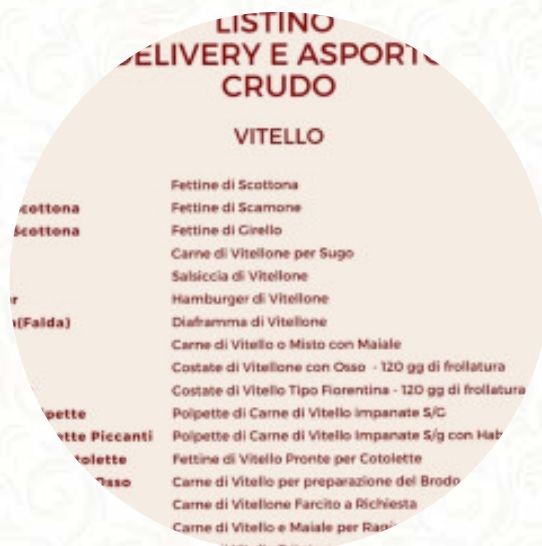 LISTINO
DELIVERY E ASPORTO
CRUDO
VITELLO
Fettine di Scottona
Scottona Fettine di Scamone
Scottona Fettine di Girello
Carne di Vitellone per Sugo
Salsiccia di Vitellone
Hamburger di Vitellone
(Falda) Diaframma di Vitellone
Carne di Vitello o Misto con Maiale
Costate di Vitellone con Osso - 120 gg di frollatura
Costate di Vitello Tipo Fiorentina - 120 gg di frollatura
Polpette di Carne di Vitello Impanate S/G
Piccanti Polpette di Carne di Vitello Impanate S/g con
Fettine di Vitello Pronte per Cotolette
Osso Carne di Vitello per preparazione del Brodo
Carne di Vitellone Farcito a Richiesta
Carne di Vitello e Maiale per